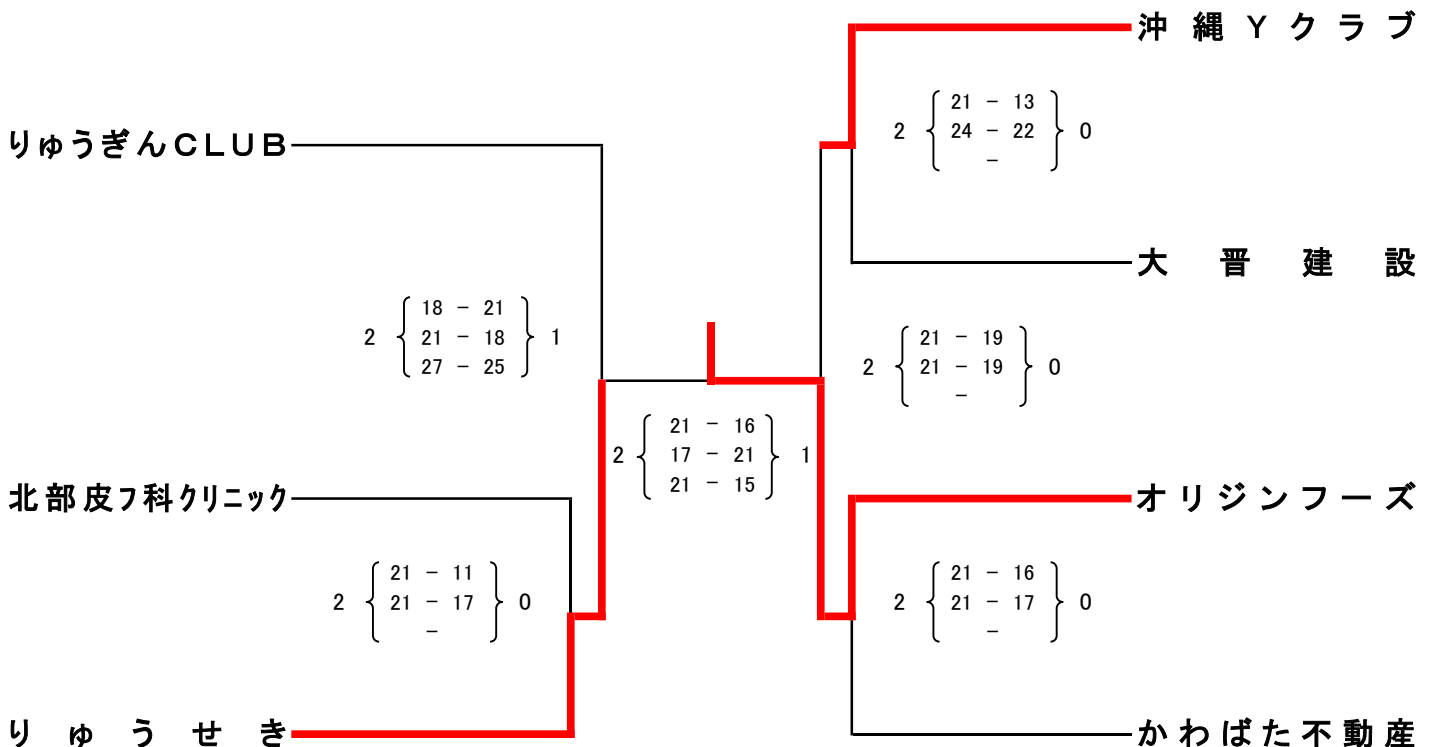 沖縄Yクラブ
21 - 13
2 { 24 - 22 } 0
-
りゅうぎんCLUB
大晋建設
18 - 21
2 { 21 - 18 } 1
27 - 25
21 - 19
2 { 21 - 19 } 0
-
21 - 16
2 { 17 - 21 } 1
21 - 15
北部皮フ科クリニック
オリジンフーズ
21 - 11
2 { 21 - 17 } 0
-
21 - 16
2 { 21 - 17 } 0
-
りゅうせき
かわばた不動産